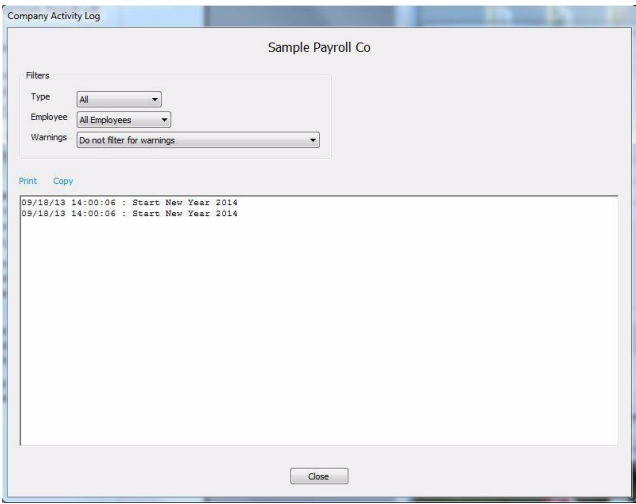 Company Activity Log
Sample Payroll Co
Filters
Type All
Employee All Employees
Warnings Do not filter for warnings
Print Copy
09/18/13 14:00:06 : Start New Year 2014
09/18/13 14:00:06 : Start New Year 2014
Close